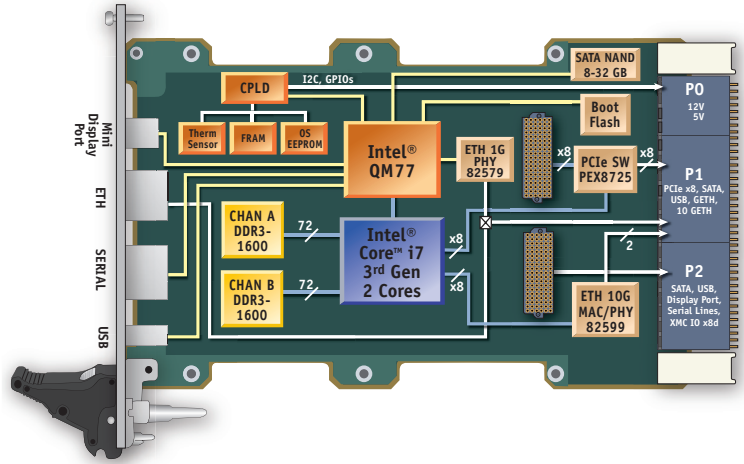 SATA NAND
8-32 GB
I2C, GPIOs
CPLD
P0
12V
5V
Boot
Flash
Therm
Sensor
FRAM
OS
EEPROM
Mini
Display
Port
Intel®
QM77
ETH 1G
PHY
82579
x8
PCIe SW
PEX8725
x8
P1
PCIe x8, SATA,
USB, GETH,
10 GETH
ETH
CHAN A
DDR3-
1600
72
Intel®
Core™ i7
3rd Gen
2 Cores
x8
x8
2
SERIAL
CHAN B
DDR3-
1600
72
P2
SATA, USB,
Display Port,
Serial Lines,
XMC IO x8d
ETH 10G
MAC/PHY
82599
USB